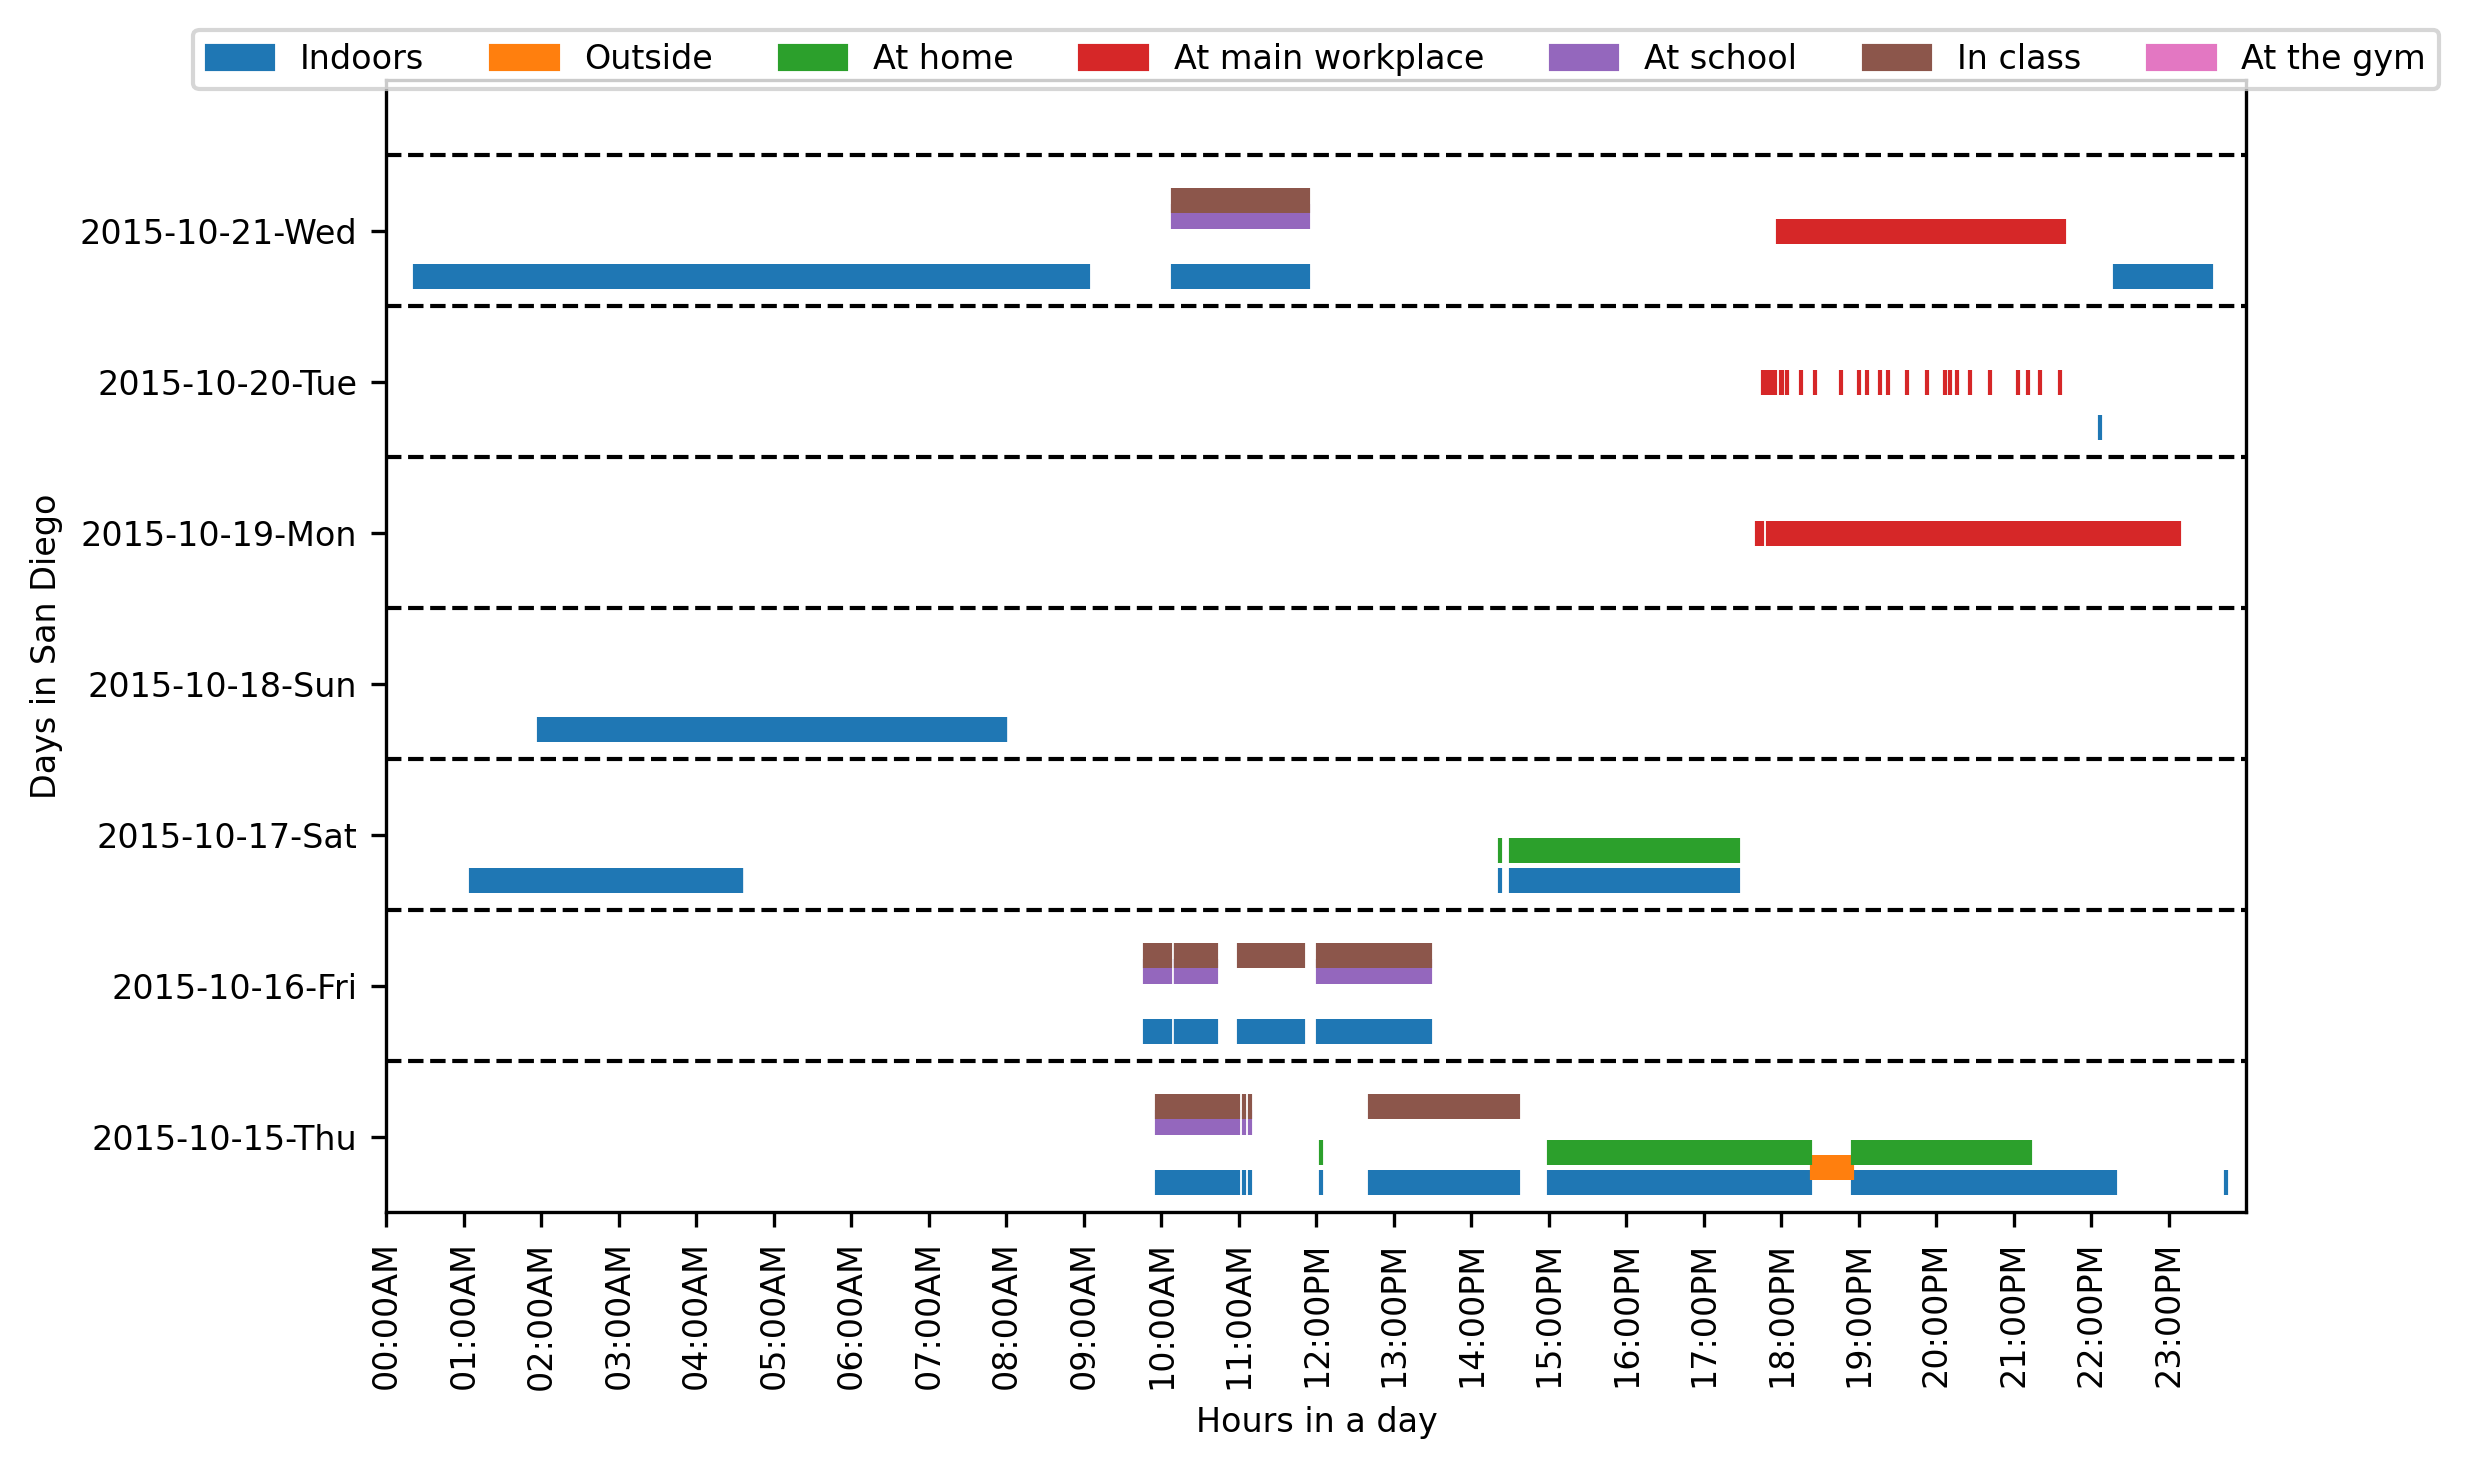 Indoors Outside At home At main workplace At school In class At the gym
2015-10-21-Wed
2015-10-20-Tue
2015-10-19-Mon
2015-10-18-Sun
2015-10-17-Sat
2015-10-16-Fri
2015-10-15-Thu
Days in San Diego
00:00AM
01:00AM
02:00AM
03:00AM
04:00AM
05:00AM
06:00AM
07:00AM
08:00AM
09:00AM
10:00AM
11:00AM
12:00PM
13:00PM
14:00PM
15:00PM
16:00PM
17:00PM
18:00PM
19:00PM
20:00PM
21:00PM
22:00PM
23:00PM
Hours in a day